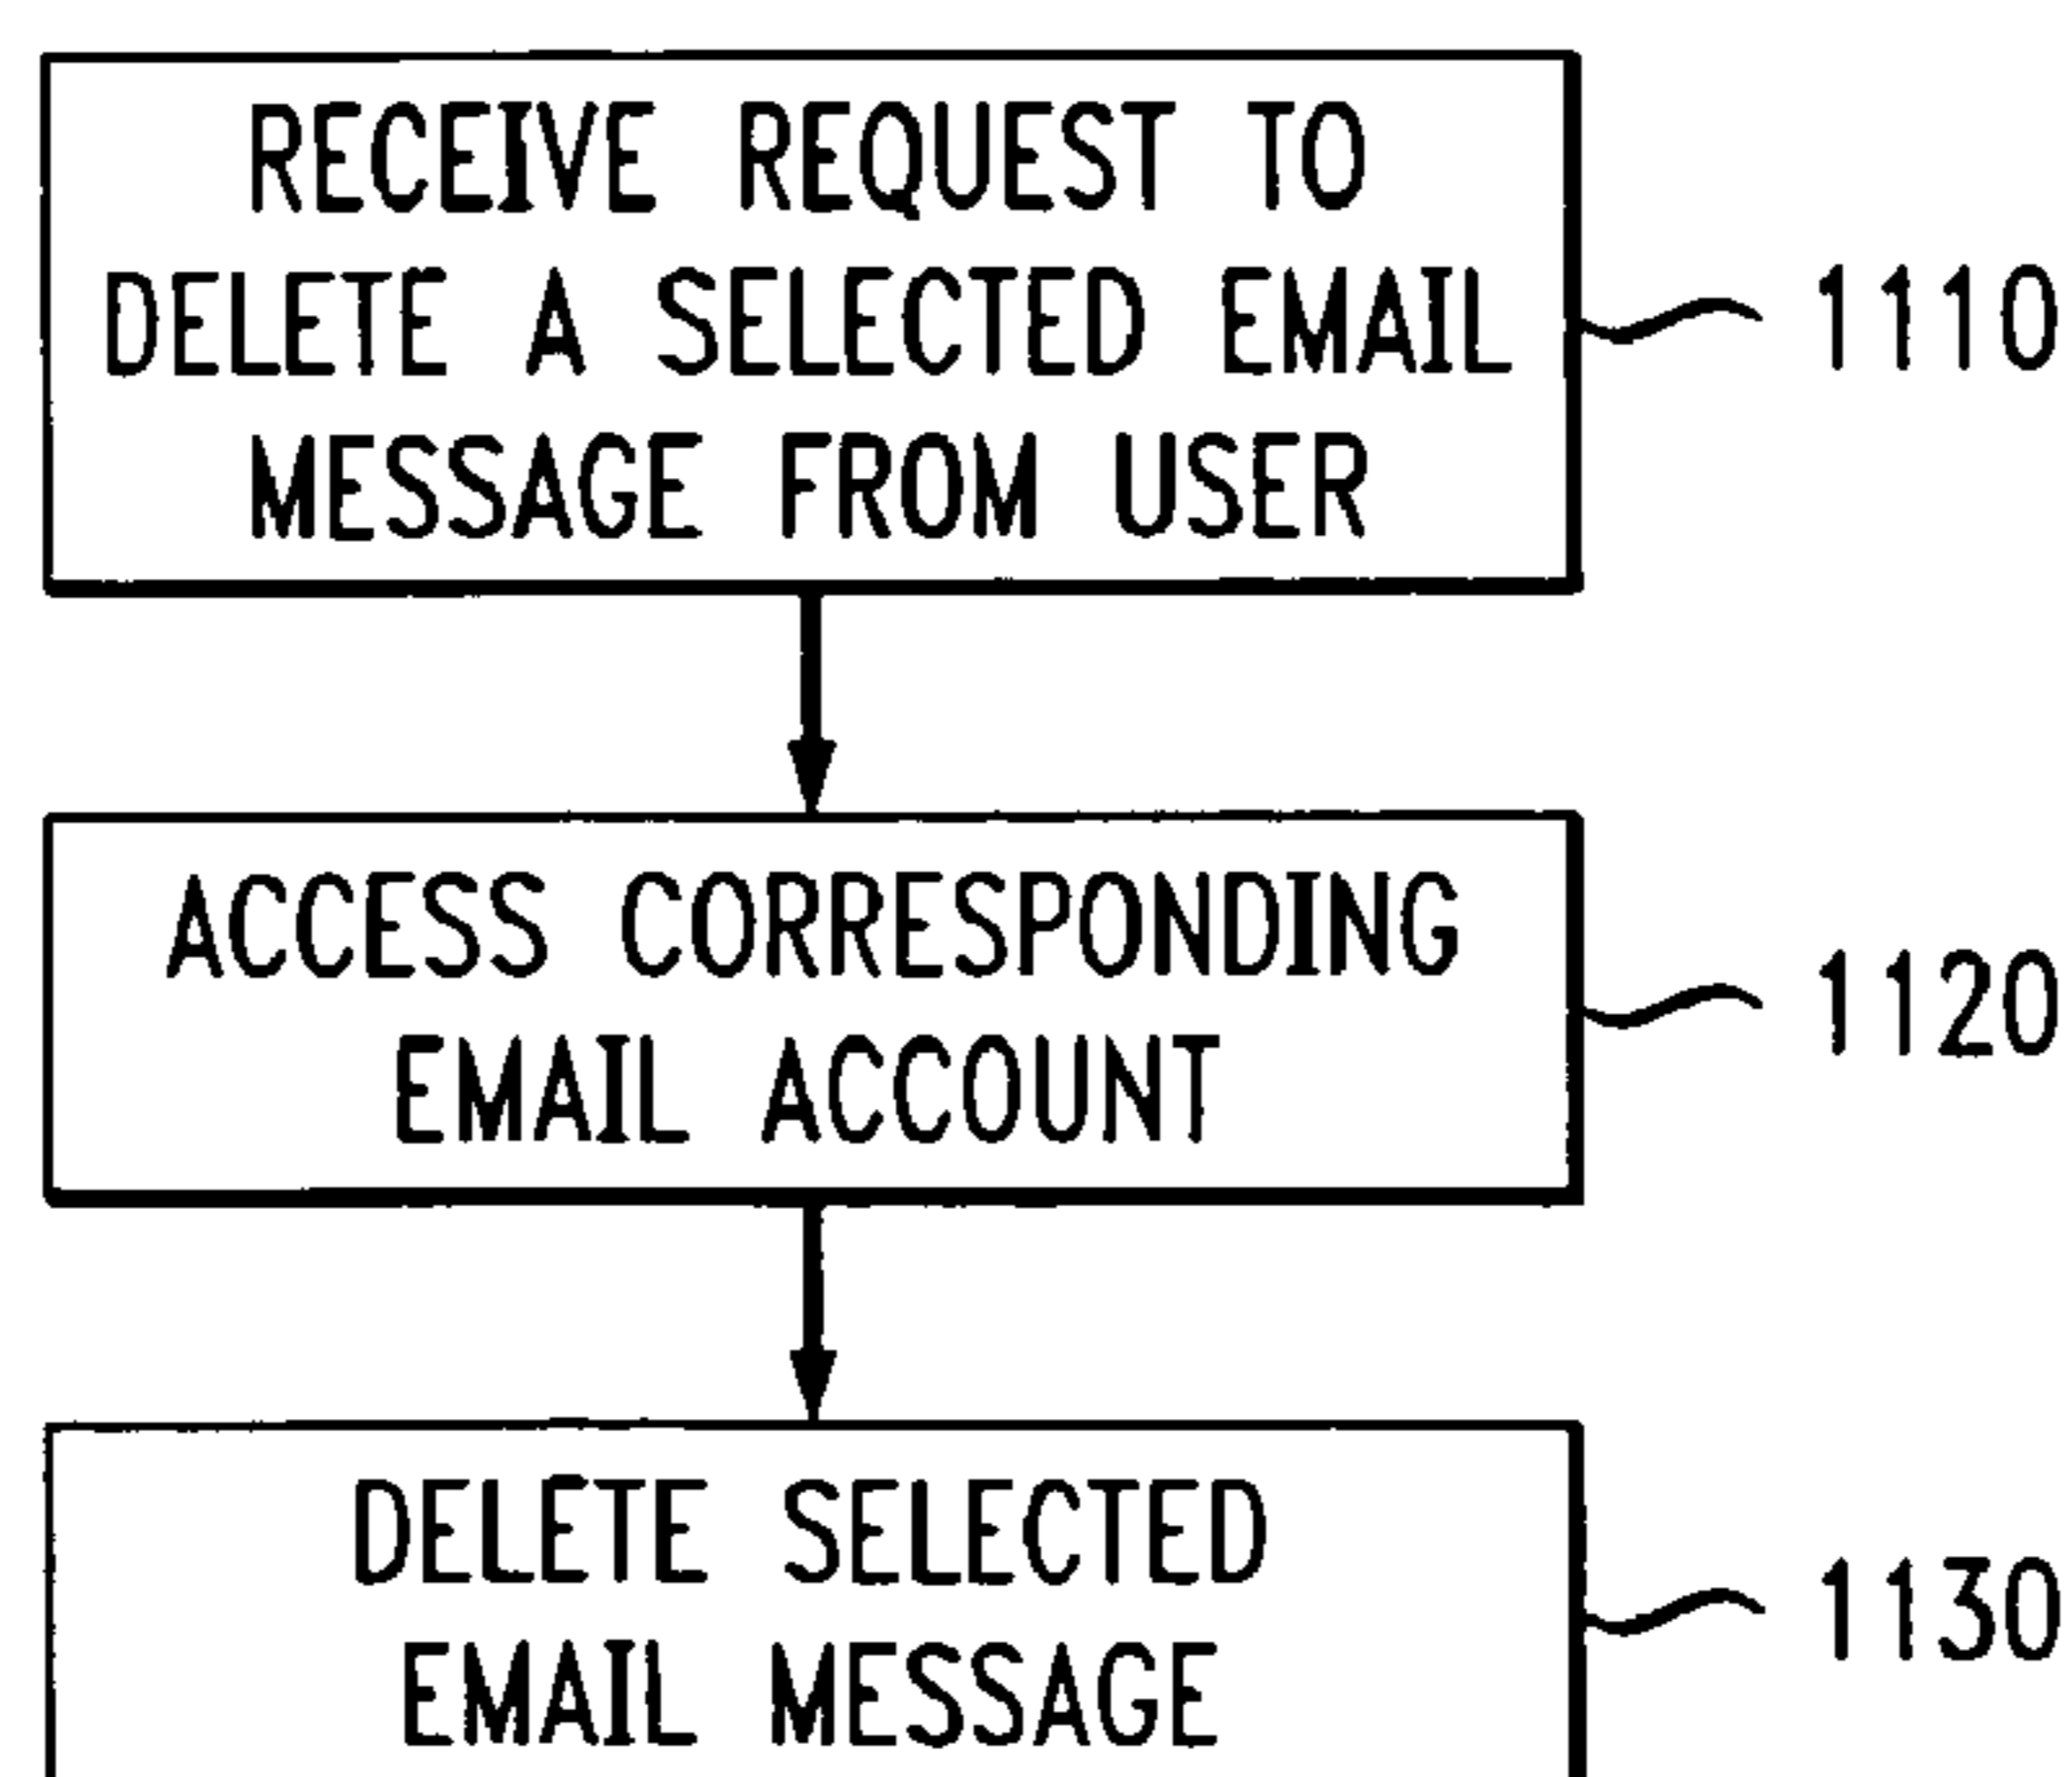 RECEIVE REQUEST TO
DELETE A SELECTED EMAIL
MESSAGE FROM USER
1110
ACCESS CORRESPONDING
EMAIL ACCOUNT
1120
DELETE SELECTED
EMAIL MESSAGE
1130